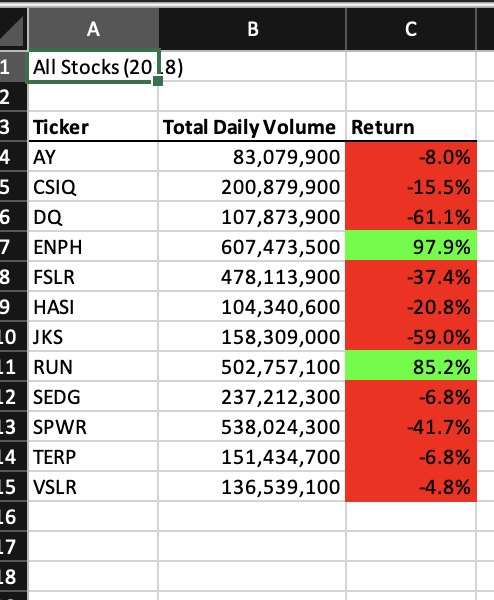 A B C
1 All Stocks (2018)
2
3 Ticker Total Daily Volume Return
4 AY 83,079,900 -8.0%
5 CSIQ 200,879,900 -15.5%
6 DQ 107,873,900 -61.1%
7 ENPH 607,473,500 97.9%
8 FSLR 478,113,900 -37.4%
9 HASI 104,340,600 -20.8%
10 JKS 158,309,000 -59.0%
11 RUN 502,757,100 85.2%
12 SEDG 237,212,300 -6.8%
13 SPWR 538,024,300 -41.7%
14 TERP 151,434,700 -6.8%
15 VSLR 136,539,100 -4.8%
16
17
18